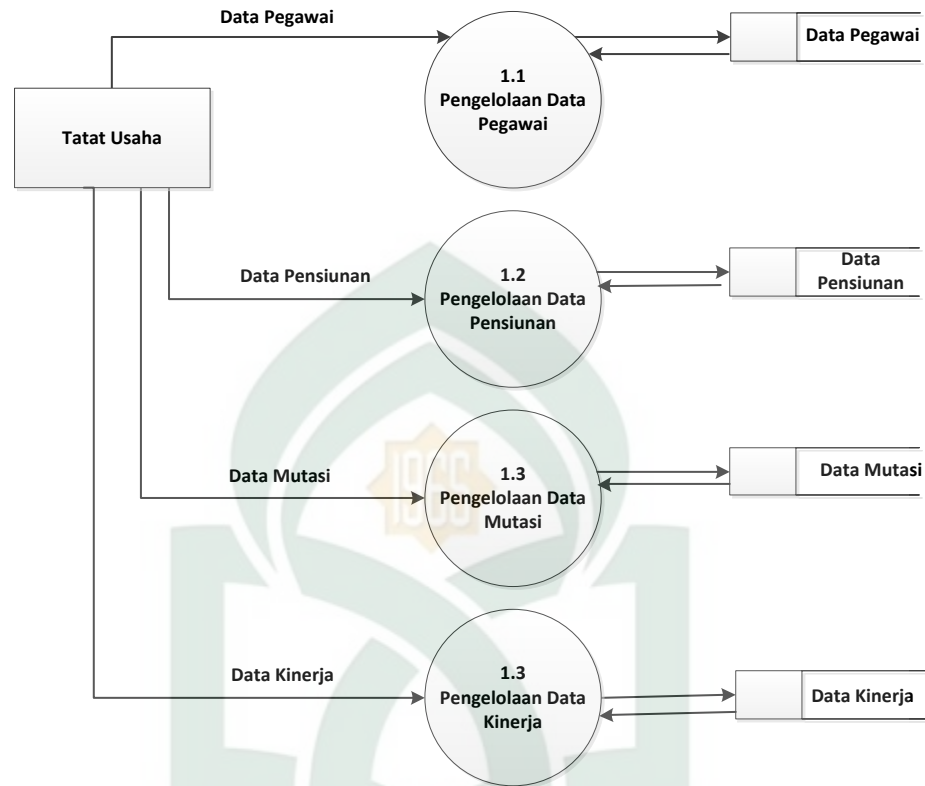 Data Pegawai
Data Pegawai
1.1
Pengelolaan Data
Pegawai
Tatat Usaha
Data Pensiunan
1.2
Pengelolaan Data
Pensiunan
Data
Pensiunan
Data Mutasi
1.3
Pengelolaan Data
Mutasi
Data Mutasi
1966
Data Kinerja
1.3
Pengelolaan Data
Kinerja
Data Kinerja